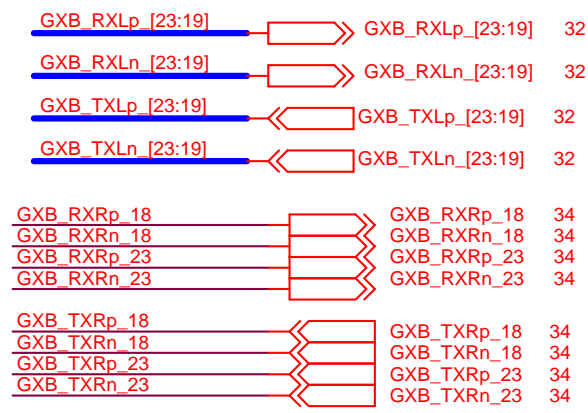 GXB_RXLp_[23:19] GXB_RXLp_[23:19] 32
GXB_RXLn_[23:19] GXB_RXLn_[23:19] 32
GXB_TXLp_[23:19] GXB_TXLp_[23:19] 32
GXB_TXLn_[23:19] GXB_TXLn_[23:19] 32
GXB_RXRp_18 GXB_RXRp_18 34
GXB_RXRn_18 GXB_RXRn_18 34
GXB_RXRp_23 GXB_RXRp_23 34
GXB_RXRn_23 GXB_RXRn_23 34
GXB_TXRp_18 GXB_TXRp_18 34
GXB_TXRn_18 GXB_TXRn_18 34
GXB_TXRp_23 GXB_TXRp_23 34
GXB_TXRn_23 GXB_TXRn_23 34